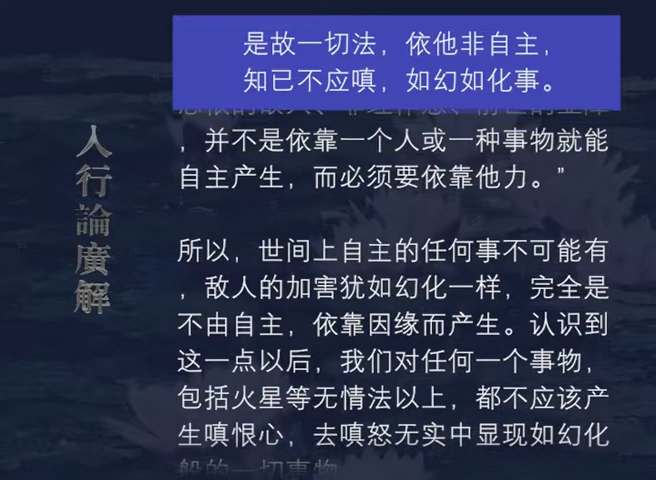 是故一切法，依他非自主，
知已不应嗔，如幻如化事。
入行論廣解
，并不是依靠一个人或一种事物就能
自主产生，而必须要依靠他力。”
所以，世间上自主的任何事不可能有
，敌人的加害犹如幻化一样，完全是
不由自主，依靠因缘而产生。认识到
这一点以后，我们对任何一个事物，
包括火星等无情法以上，都不应该产
生嗔恨心，去嗔怒无实中显现如幻化
般的一切事物